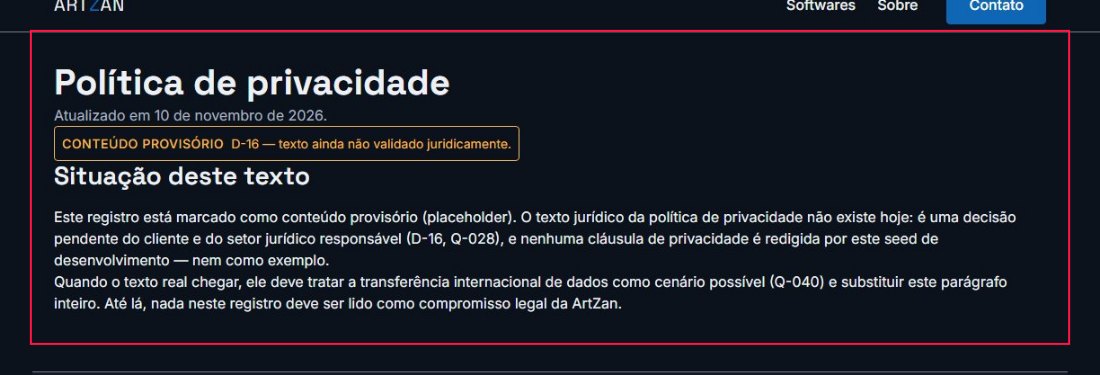 ARTZAN
Softwares Sobre Contato
Política de privacidade
Atualizado em 10 de novembro de 2026.
CONTEÚDO PROVISÓRIO D-16 — texto ainda não validado juridicamente.
Situação deste texto
Este registro está marcado como conteúdo provisório (placeholder). O texto jurídico da política de privacidade não existe hoje: é uma decisão
pendente do cliente e do setor jurídico responsável (D-16, Q-028), e nenhuma cláusula de privacidade é redigida por este seed de
desenvolvimento — nem como exemplo.
Quando o texto real chegar, ele deve tratar a transferência internacional de dados como cenário possível (Q-040) e substituir este parágrafo
inteiro. Até lá, nada neste registro deve ser lido como compromisso legal da ArtZan.